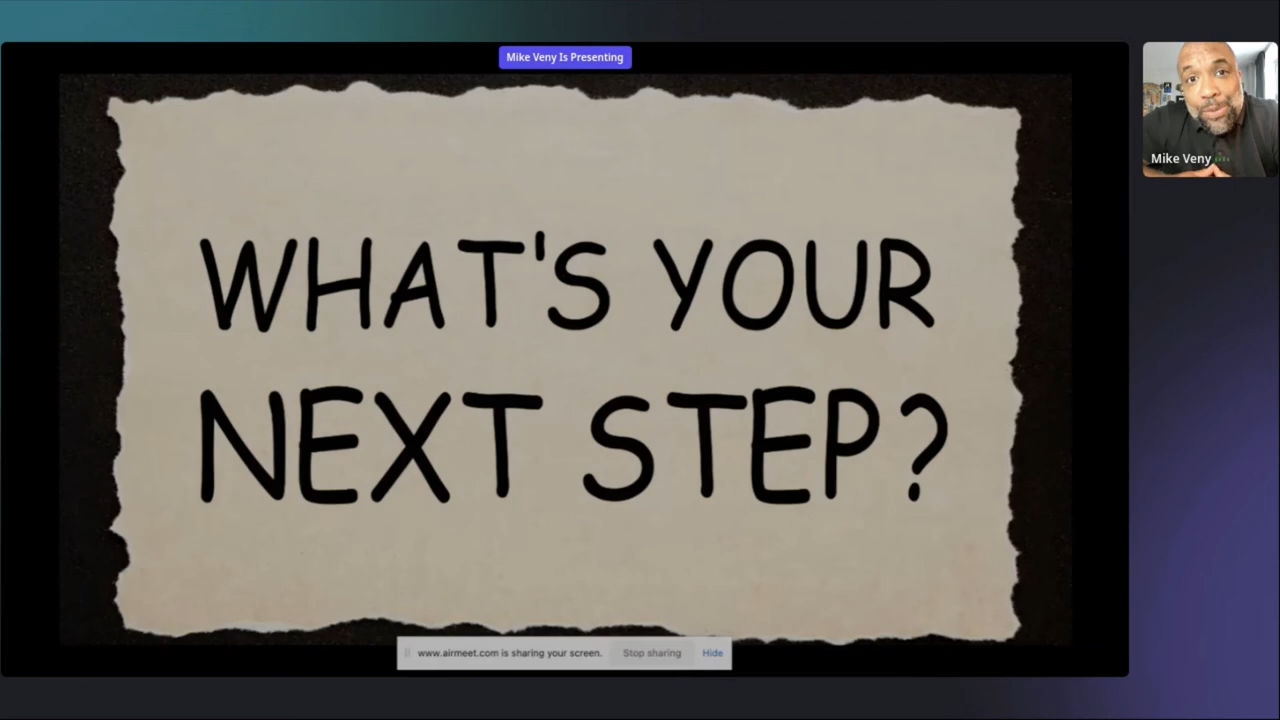 Mike Veny Is Presenting
Mike Veny
WHAT'S YOUR
NEXT STEP?
www.airmeet.com is sharing your screen. Stop sharing Hide